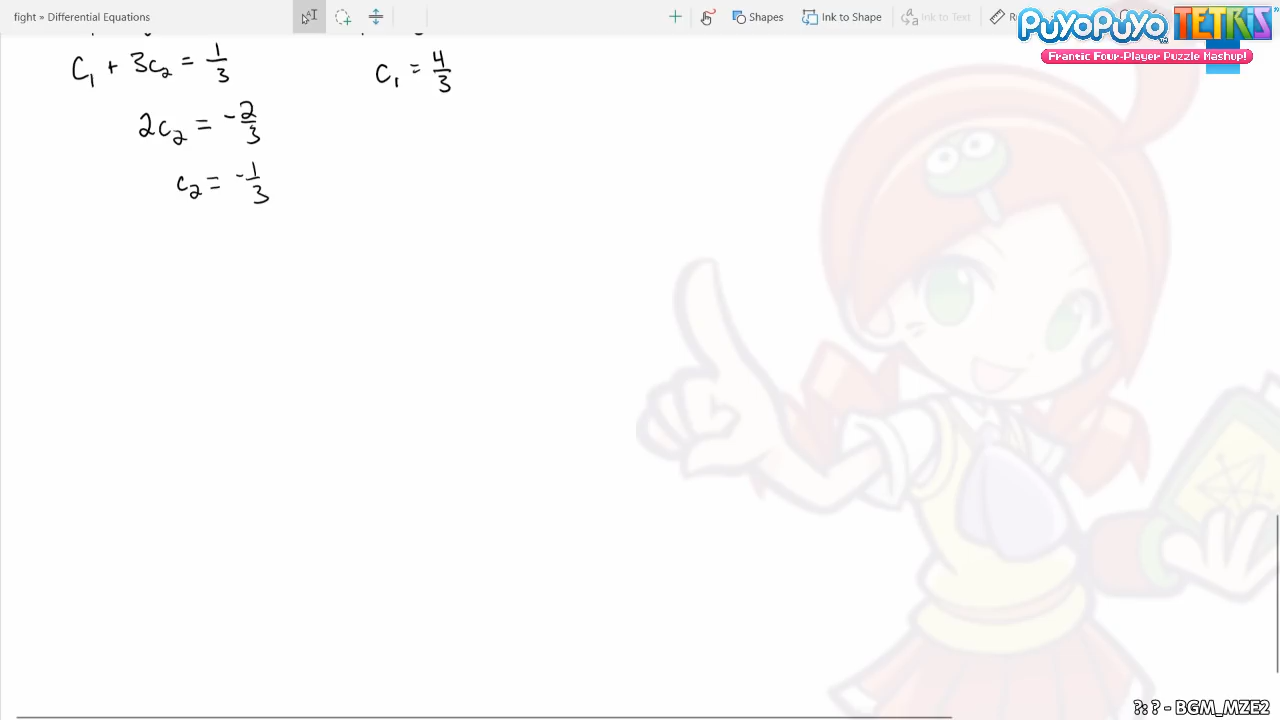 fight » Differential Equations
Shapes
Ink to Shape
Ink to Text
PuyoPuyo TETRIS
Frantic Four-Player Puzzle Mashup!
C₁ + 3c₂ = 1/3
c₁ = 4/3
2c₂ = -2/3
c₂ = -1/3
?: ? - BGM_MZE2